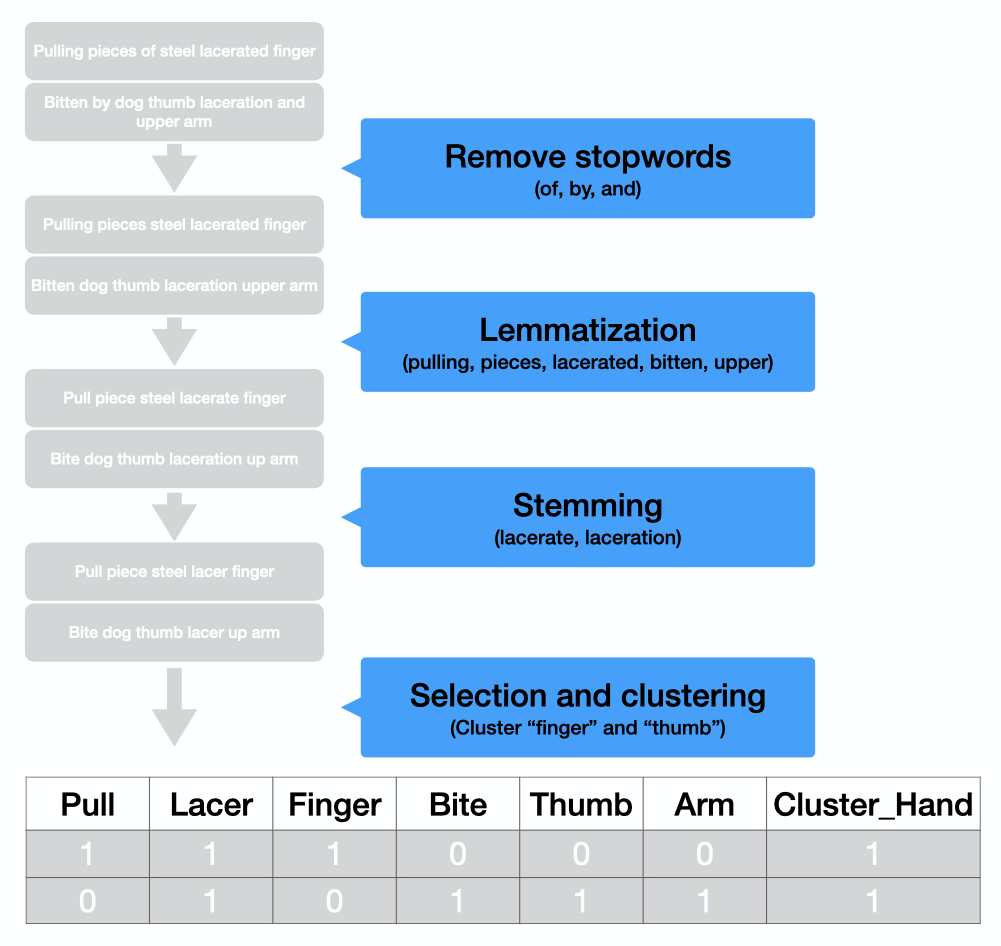 Pulling pieces of steel lacerated finger
Bitten by dog thumb laceration and
upper arm
Remove stopwords
(of, by, and)
Pulling pieces steel lacerated finger
Bitten dog thumb laceration upper arm
Lemmatization
(pulling, pieces, lacerated, bitten, upper)
Pull piece steel lacerate finger
Bite dog thumb laceration up arm
Stemming
(lacerate, laceration)
Pull piece steel lacer finger
Bite dog thumb lacer up arm
Selection and clustering
(Cluster “finger” and “thumb”)
Pull Lacer Finger Bite Thumb Arm Cluster_Hand
1 1 1 0 0 0 1
0 1 0 1 1 1 1